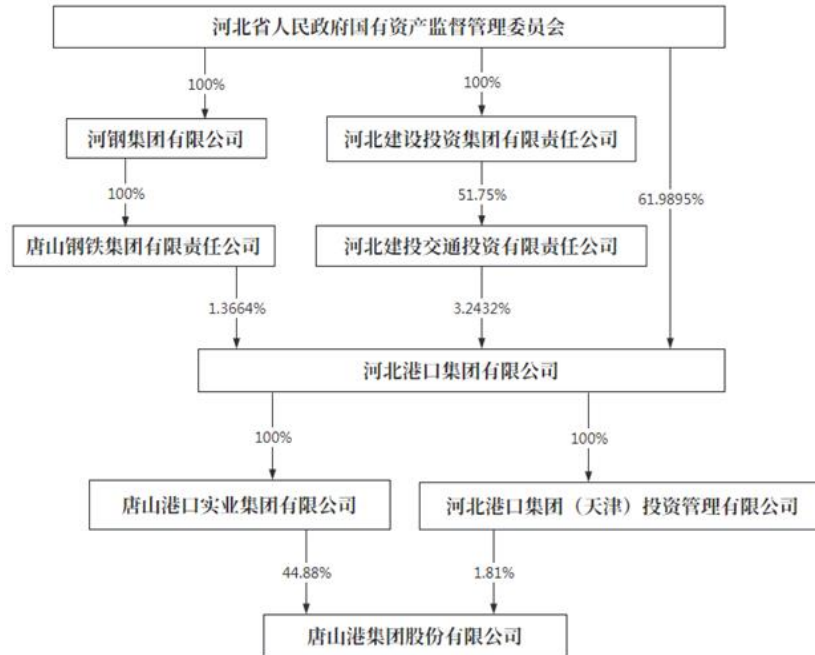 河北省人民政府国有资产监督管理委员会
100%
100%
河钢集团有限公司
河北建设投资集团有限责任公司
100%
51.75%
61.9895%
唐山钢铁集团有限责任公司
河北建投交通投资有限责任公司
1.3664%
3.2432%
河北港口集团有限公司
100%
100%
唐山港口实业集团有限公司
河北港口集团（天津）投资管理有限公司
44.88%
1.81%
唐山港集团股份有限公司